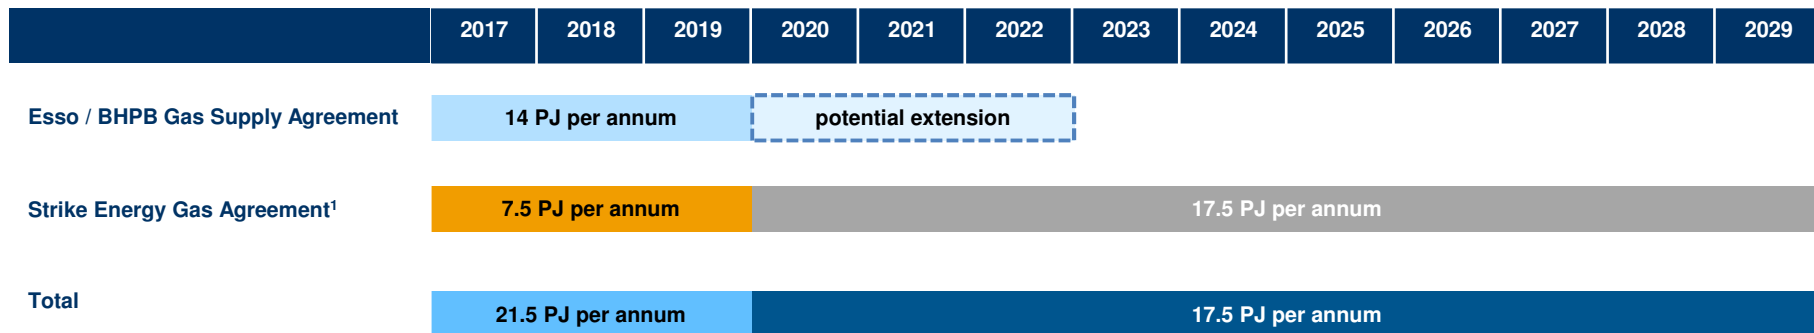 2017 2018 2019 2020 2021 2022 2023 2024 2025 2026 2027 2028 2029
Esso / BHPB Gas Supply Agreement 14 PJ per annum potential extension
Strike Energy Gas Agreement¹ 7.5 PJ per annum 17.5 PJ per annum
Total 21.5 PJ per annum 17.5 PJ per annum